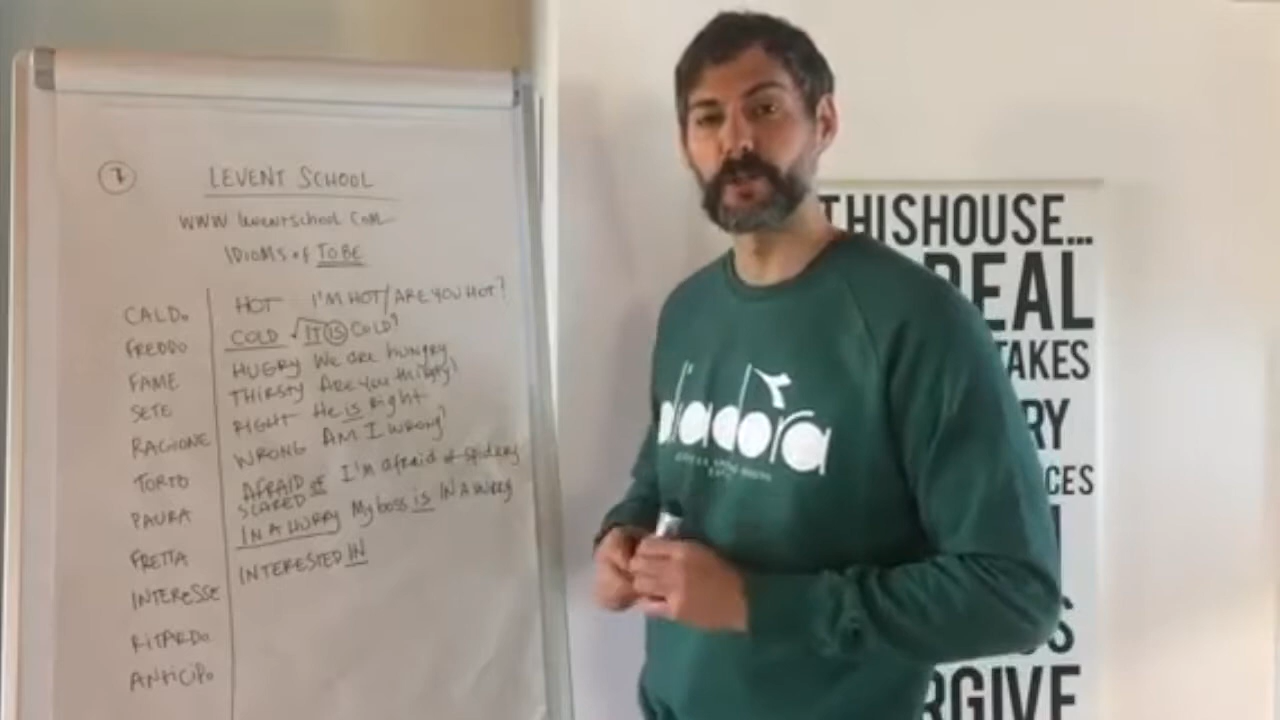 7
LEVENT SCHOOL
WWW levertschool.com
IDIOMS of TO BE
CALDO HOT I'M HOT/ARE YOU HOT?
FREDDO COLD IT IS COLD?
FAME HUGRY We are hungry
SETE THIRSTY Are you thirsty?
RAGIONE RIGHT He is right
TORTO WRONG AM I WRONG?
PAURA AFRAID of I'm afraid of spiders
SCARED
FRETTA IN A HURRY My boss is IN A HURRY
INTERESSE INTERESTED IN
RITARDO
ANTICIPO
diadora
THISHOUSE...
REAL
TAKES
RY
CES
RGIVE